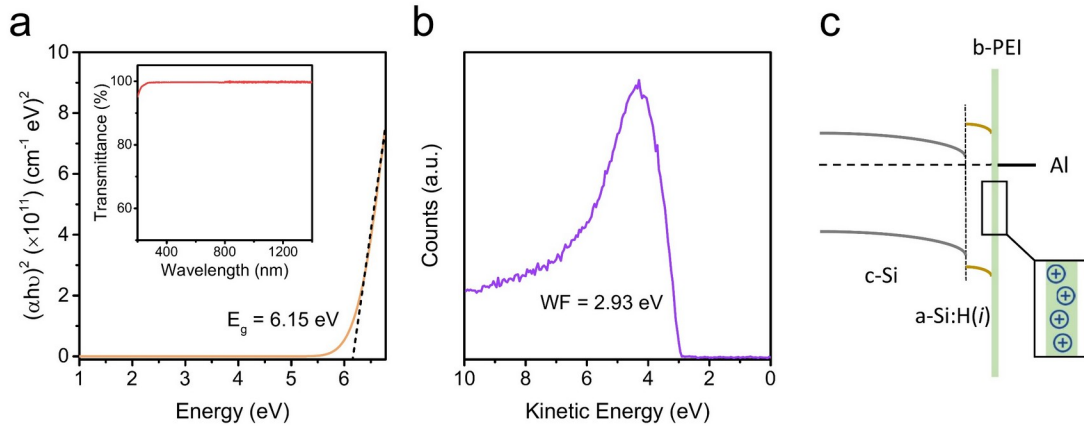 a
(αhυ)² (×10¹¹) (cm⁻¹ eV)²
10
8
6
4
2
0
1
2
3
4
5
6
Energy (eV)
E_g = 6.15 eV
Transmittance (%)
100
80
60
400
800
1200
Wavelength (nm)
b
Counts (a.u.)
WF = 2.93 eV
10
8
6
4
2
0
Kinetic Energy (eV)
c
b-PEI
Al
c-Si
a-Si:H(i)
⊕
⊕
⊕
⊕